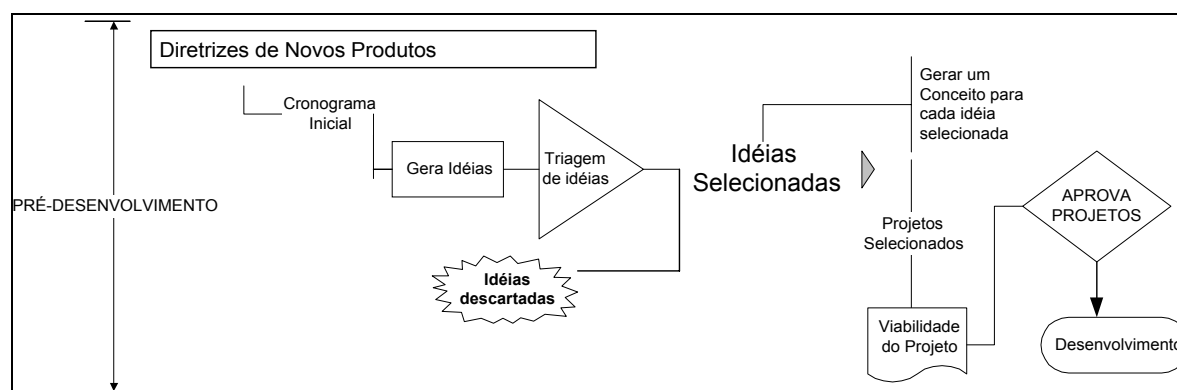 Diretrizes de Novos Produtos
Cronograma
Inicial
Gera Idéias
Triagem
de idéias
Idéias
descartadas
Idéias
Selecionadas
Gerar um
Conceito para
cada idéia
selecionada
Projetos
Selecionados
Viabilidade
do Projeto
APROVA
PROJETOS
Desenvolvimento
PRÉ-DESENVOLVIMENTO